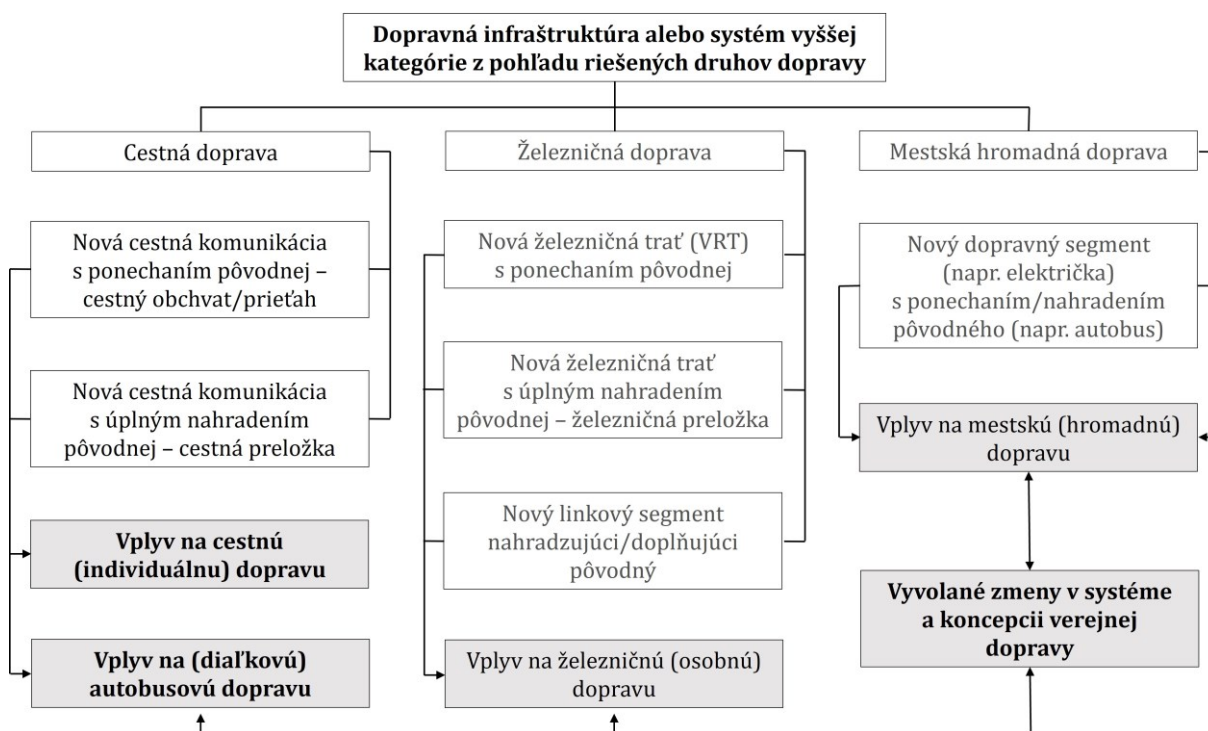 Dopravná infraštruktúra alebo systém vyššej
kategórie z pohľadu riešených druhov dopravy
Cestná doprava
Železničná doprava
Mestská hromadná doprava
Nová cestná komunikácia
s ponechaním pôvodnej –
cestný obchvat/prieťah
Nová železničná trať (VRT)
s ponechaním pôvodnej
Nový dopravný segment
(napr. električka)
s ponechaním/nahradením
pôvodného (napr. autobus)
Nová cestná komunikácia
s úplným nahradením
pôvodnej – cestná preložka
Nová železničná trať
s úplným nahradením
pôvodnej – železničná preložka
Vplyv na mestskú (hromadnú)
dopravu
Vplyv na cestnú
(individuálnu) dopravu
Nový linkový segment
nahradzujúci/doplňujúci
pôvodný
Vyvolané zmeny v systéme
a koncepcii verejnej
dopravy
Vplyv na (diaľkovú)
autobusovú dopravu
Vplyv na železničnú (osobnú)
dopravu